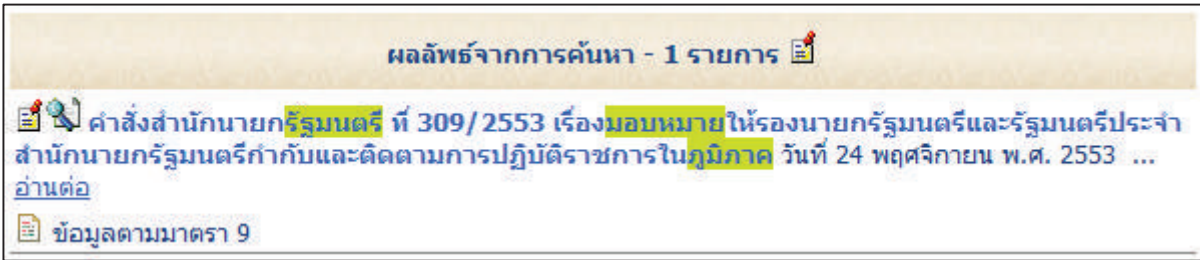 ผลลัพธ์จากการค้นหา - 1 รายการ
คำสั่งสำนักนายกรัฐมนตรี ที่ 309/2553 เรื่องมอบหมายให้รองนายกรัฐมนตรีและรัฐมนตรีประจำ
สำนักนายกรัฐมนตรีกำกับและติดตามการปฏิบัติราชการในภูมิภาค วันที่ 24 พฤศจิกายน พ.ศ. 2553 ...
อ่านต่อ
ข้อมูลตามมาตรา 9